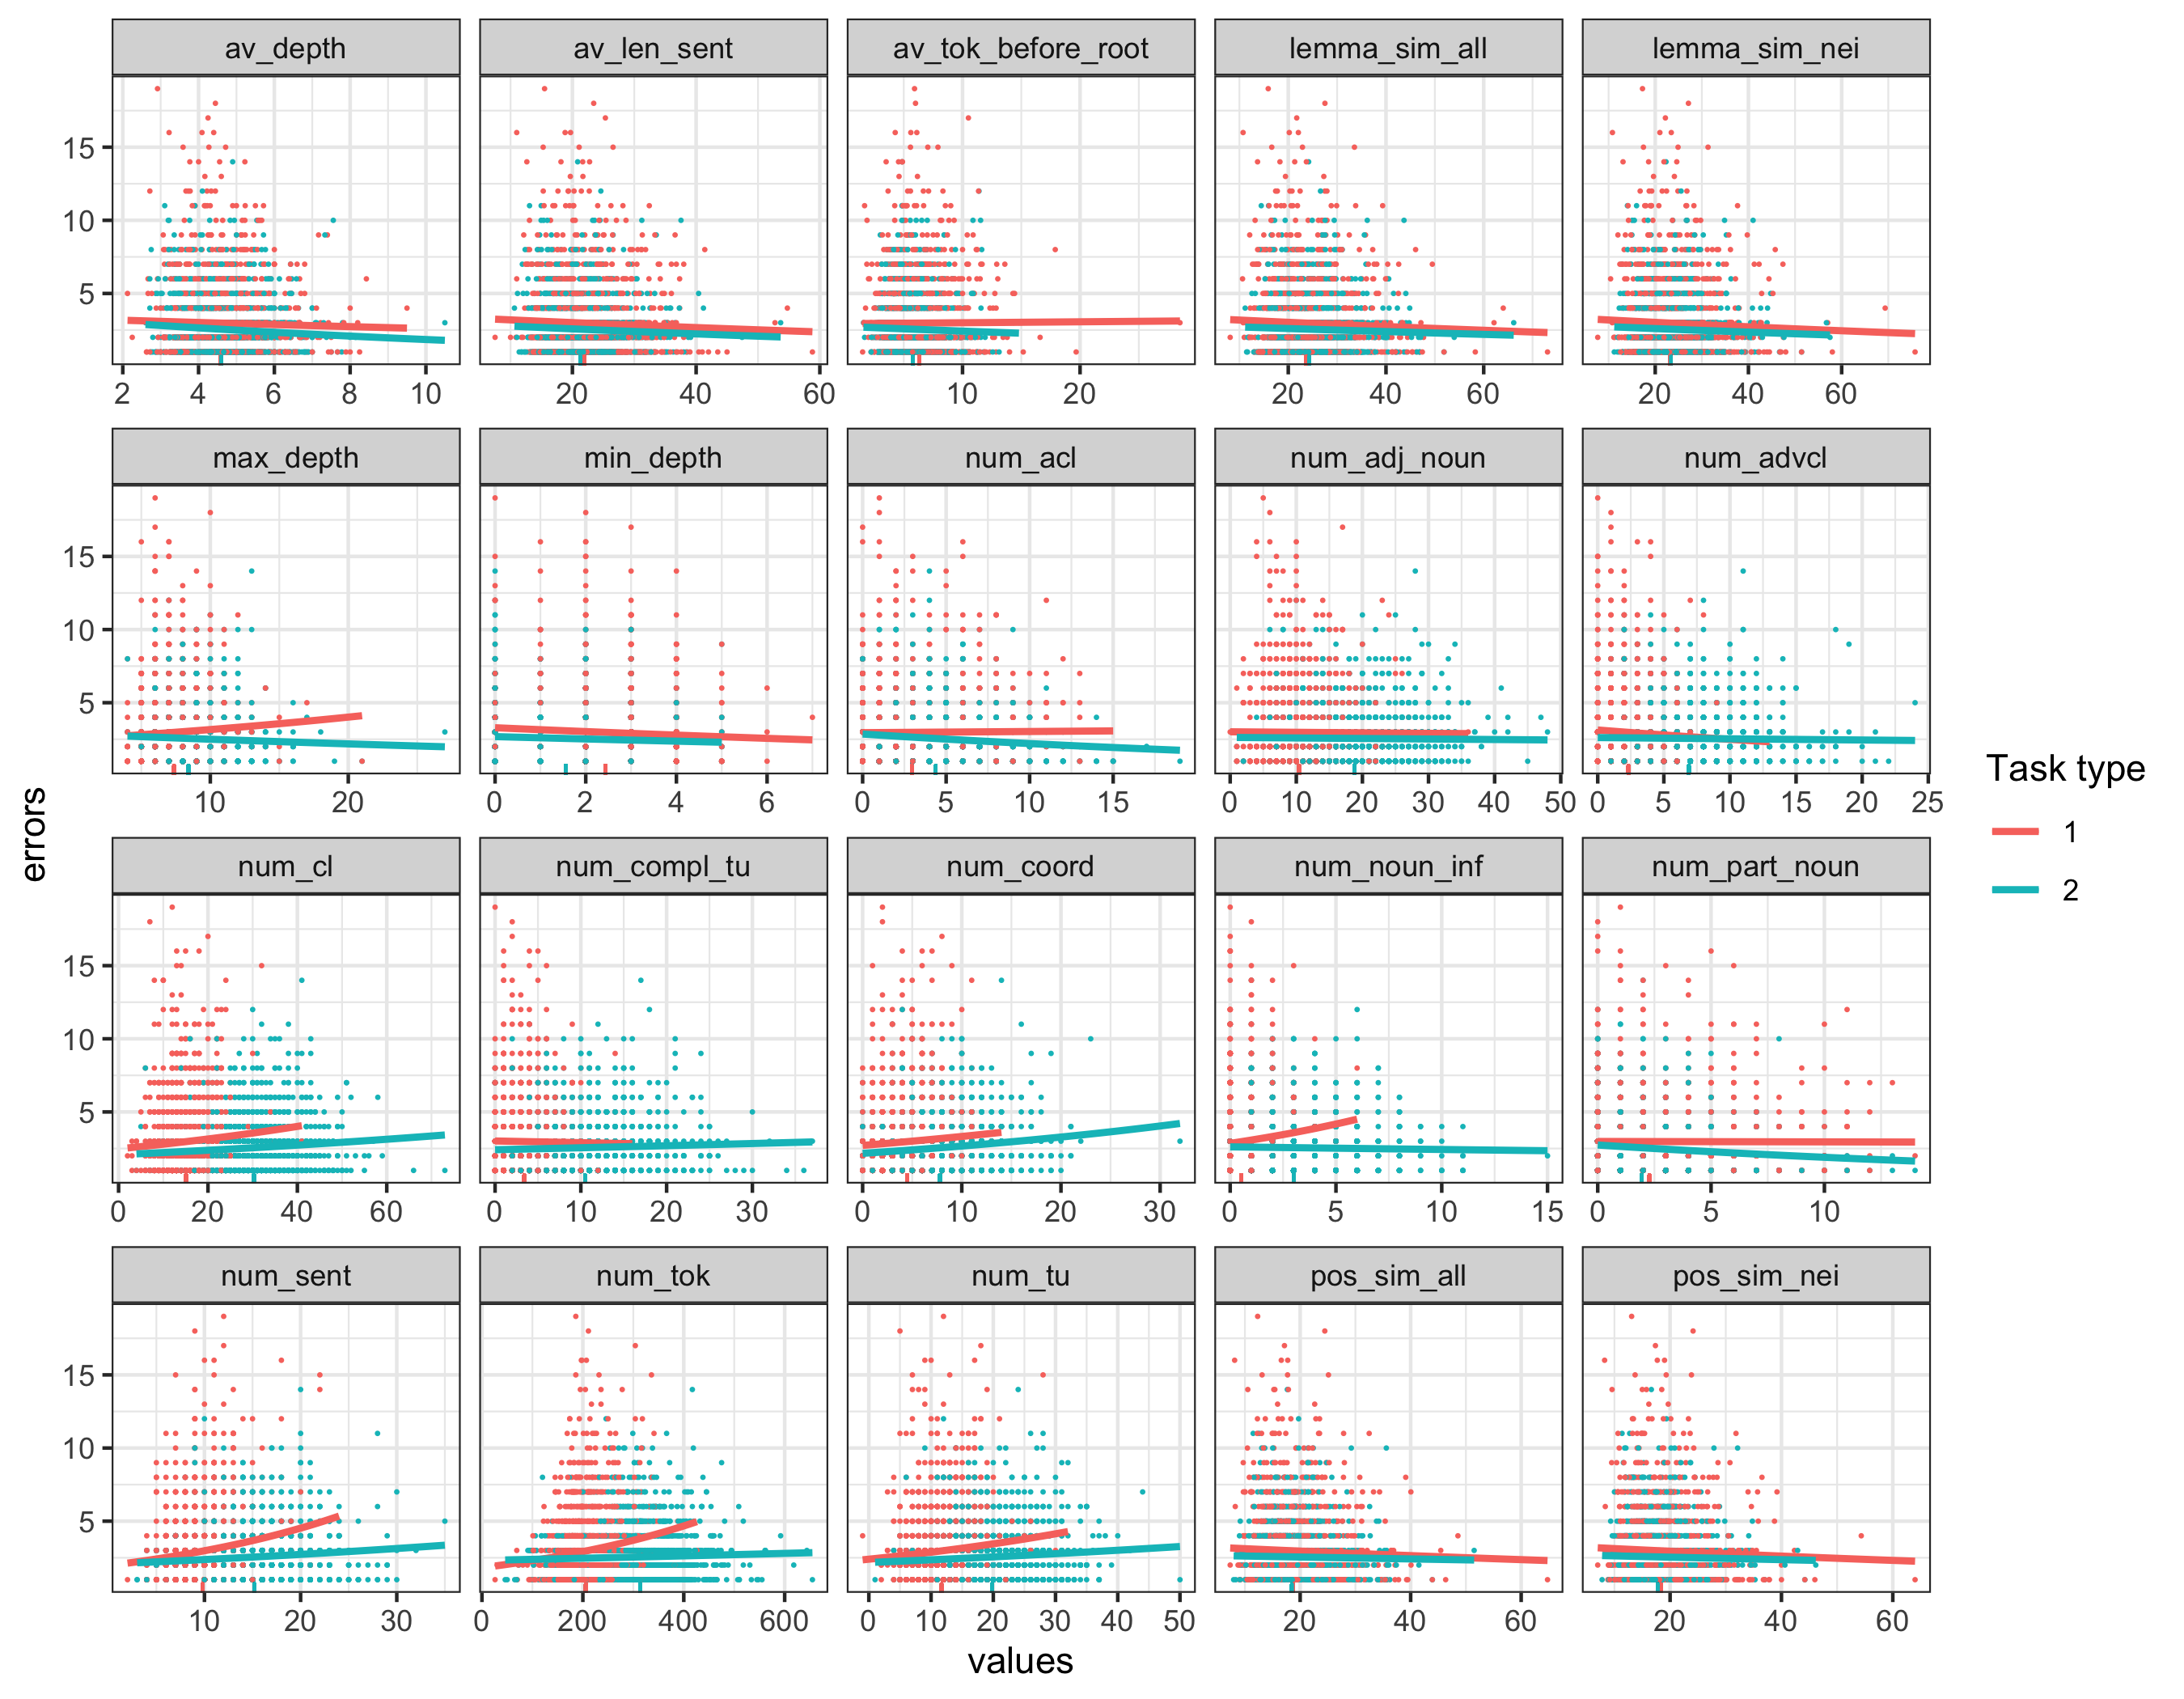 av_depth av_len_sent av_tok_before_root lemma_sim_all lemma_sim_nei
15
10
5
2 4 6 8 10 20 40 60 10 20 20 40 60 20 40 60
max_depth min_depth num_acl num_adj_noun num_advcl
15
10
5
10 20 0 2 4 6 0 5 10 15 0 10 20 30 40 50 0 5 10 15 20 25
errors
Task type
1
2
num_cl num_compl_tu num_coord num_noun_inf num_part_noun
15
10
5
0 20 40 60 0 10 20 30 0 10 20 30 0 5 10 15 0 5 10
num_sent num_tok num_tu pos_sim_all pos_sim_nei
15
10
5
10 20 30 0 200 400 600 0 10 20 30 40 50 20 40 60 20 40 60
values